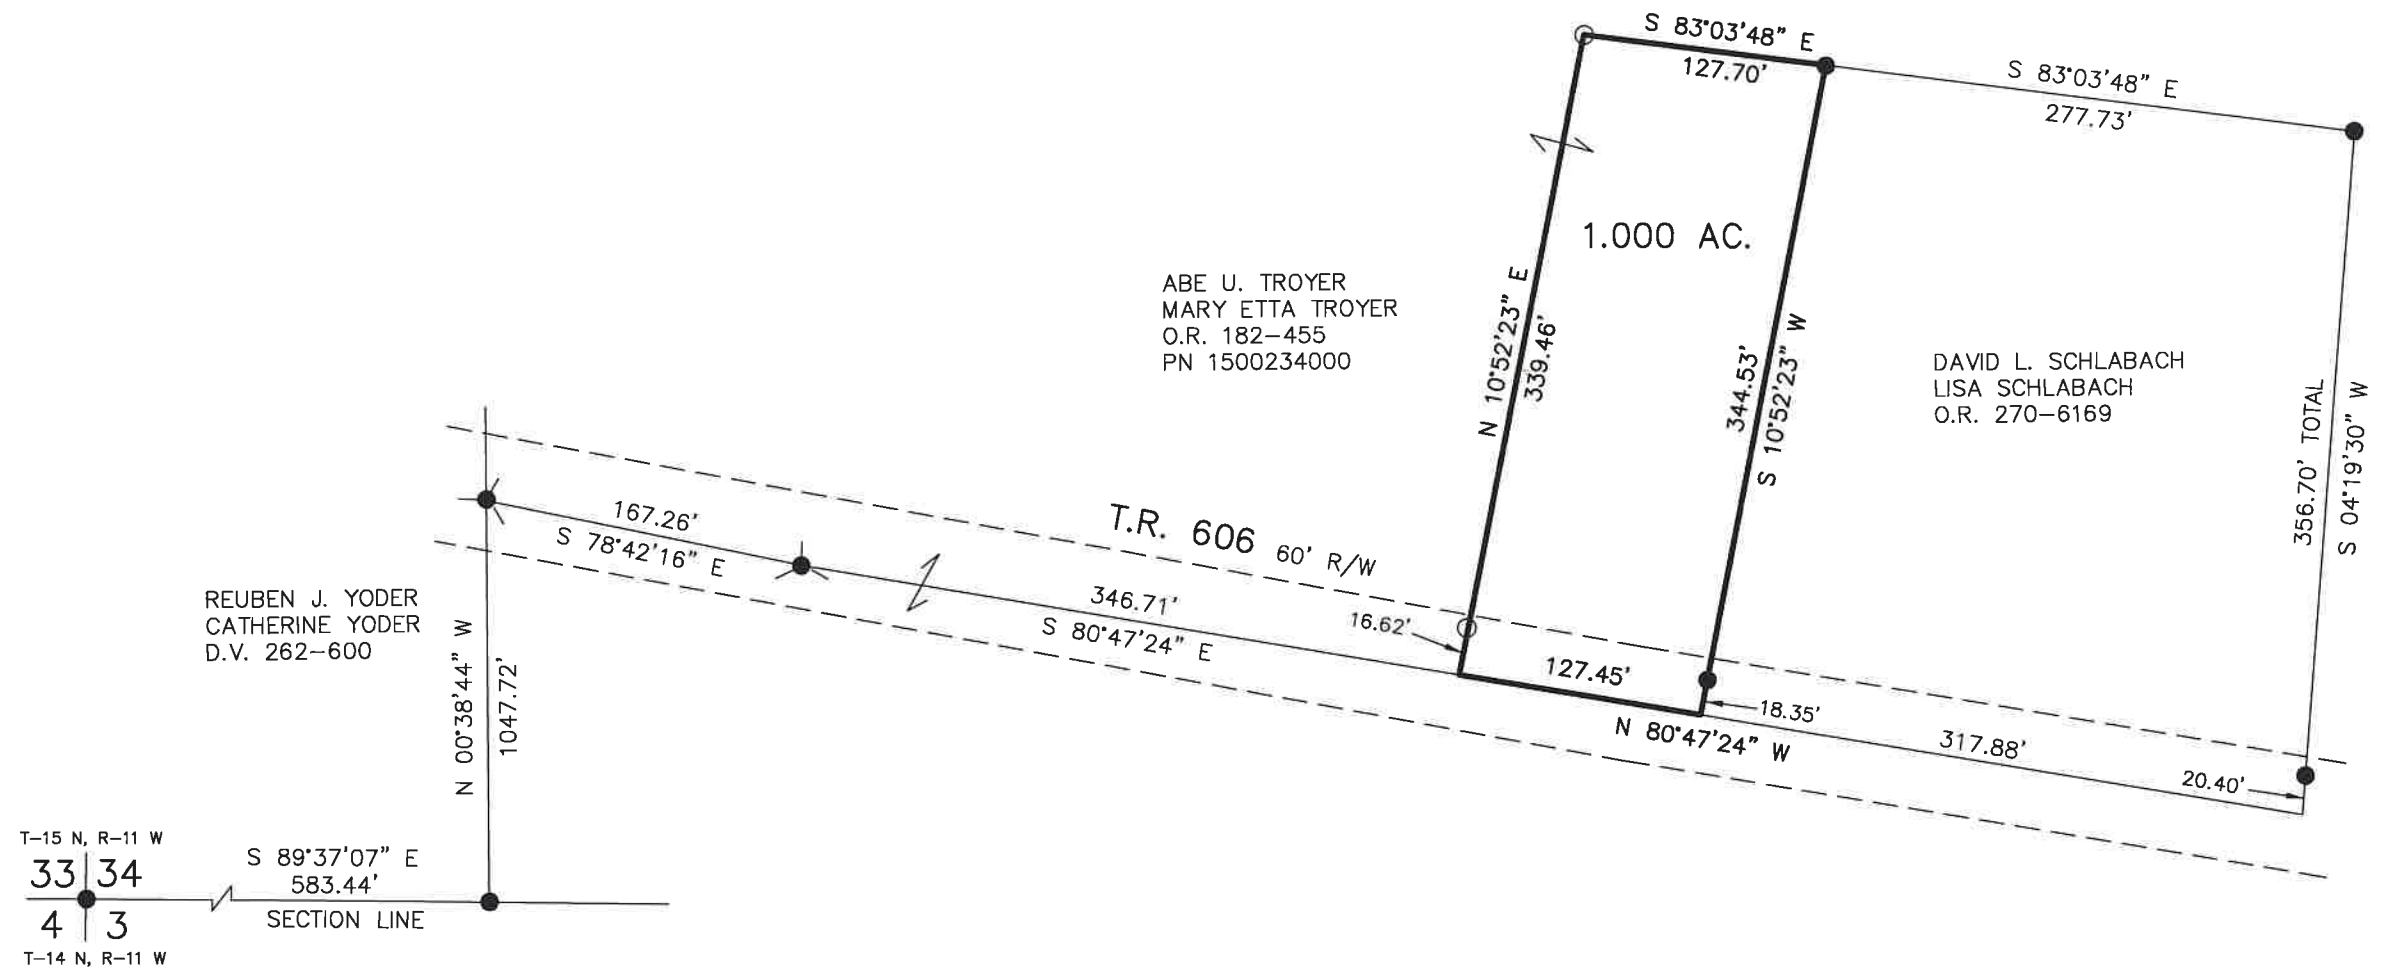 S 83°03'48" E
127.70'
S 83°03'48" E
277.73'
1.000 AC.
N 10°52'23" E
339.46'
344.53'
S 10°52'23" W
ABE U. TROYER
MARY ETTA TROYER
O.R. 182-455
PN 1500234000
DAVID L. SCHLABACH
LISA SCHLABACH
O.R. 270-6169
356.70' TOTAL
S 04°19'30" W
167.26'
S 78°42'16" E
T.R. 606 60' R/W
346.71'
S 80°47'24" E
16.62'
127.45'
N 80°47'24" W
18.35'
317.88'
20.40'
REUBEN J. YODER
CATHERINE YODER
D.V. 262-600
N 00°38'44" W
1047.72'
T-15 N, R-11 W
33 34
4 3
T-14 N, R-11 W
S 89°37'07" E
583.44'
SECTION LINE